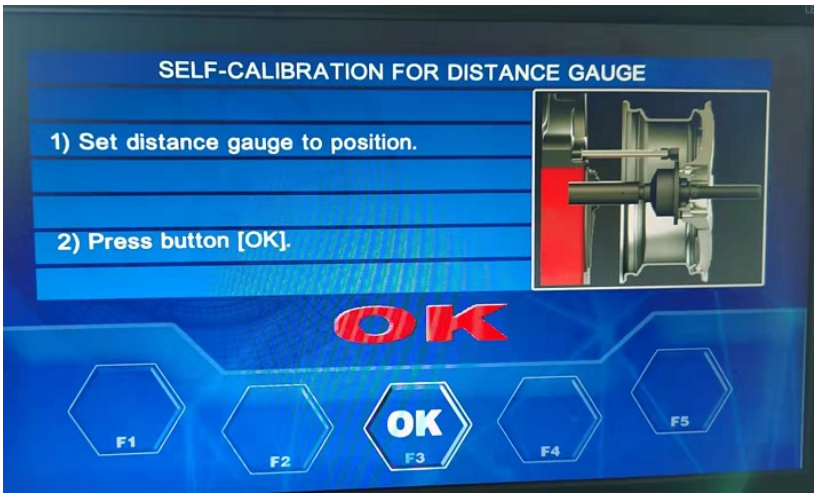 SELF-CALIBRATION FOR DISTANCE GAUGE
1) Set distance gauge to position.
2) Press button [OK].
OK
F1
F2
OK
F3
F4
F5